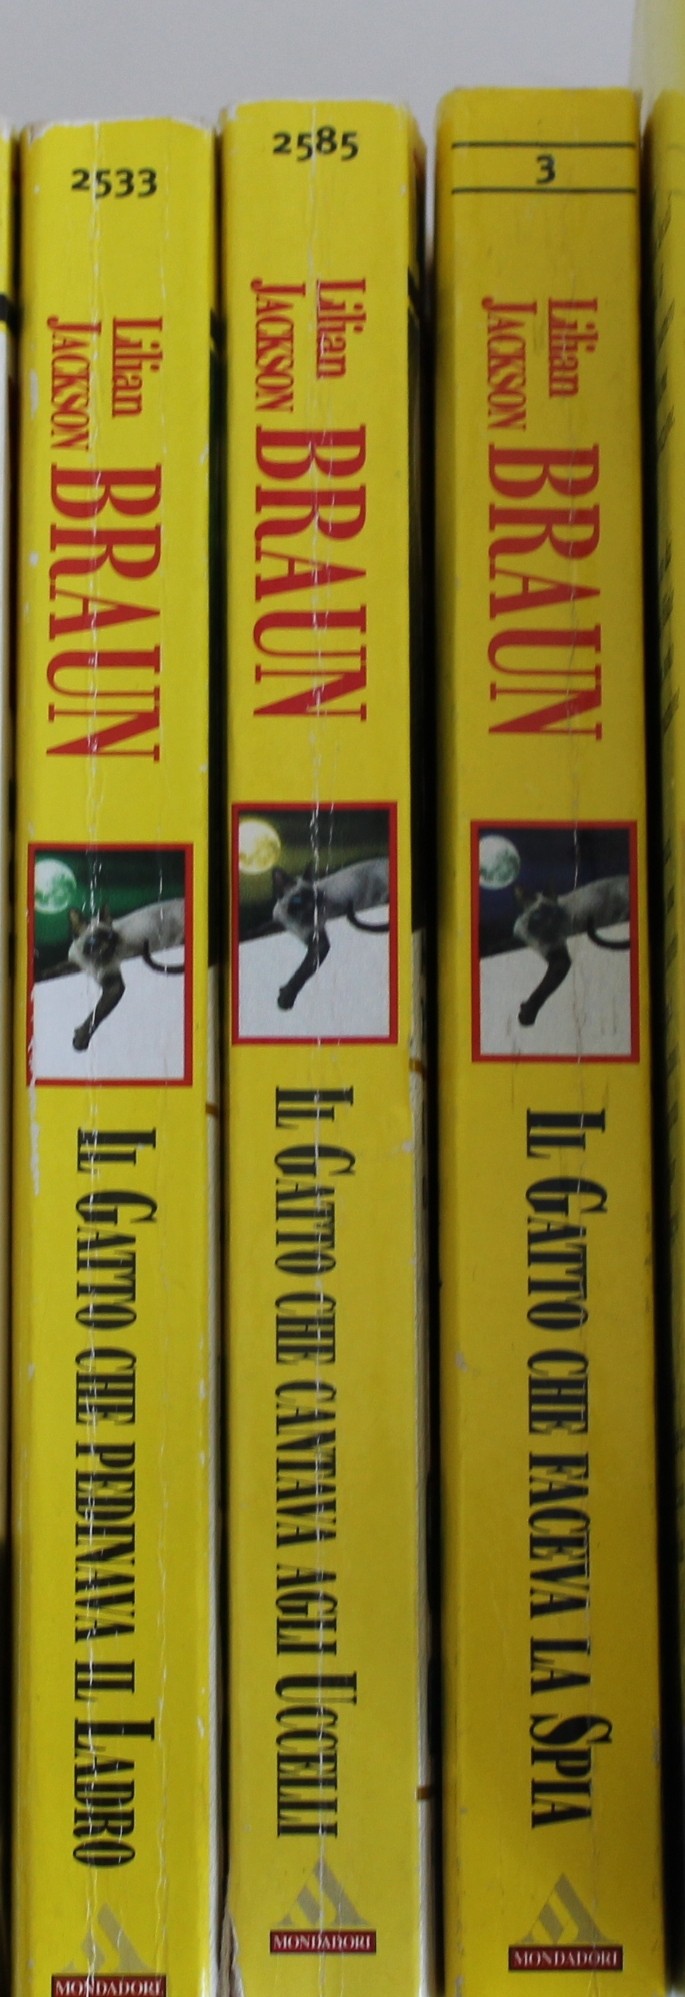 2533
Lilian
JACKSON
BRAUN
IL GATTO CHE PEDINAVA IL LADRO
MONDADORI
2585
Lilian
JACKSON
BRAUN
IL GATTO CHE CANTAVA AGLI UCCELLI
MONDADORI
3
Lilian
JACKSON
BRAUN
IL GATTO CHE FACEVA LA SPIA
MONDADORI